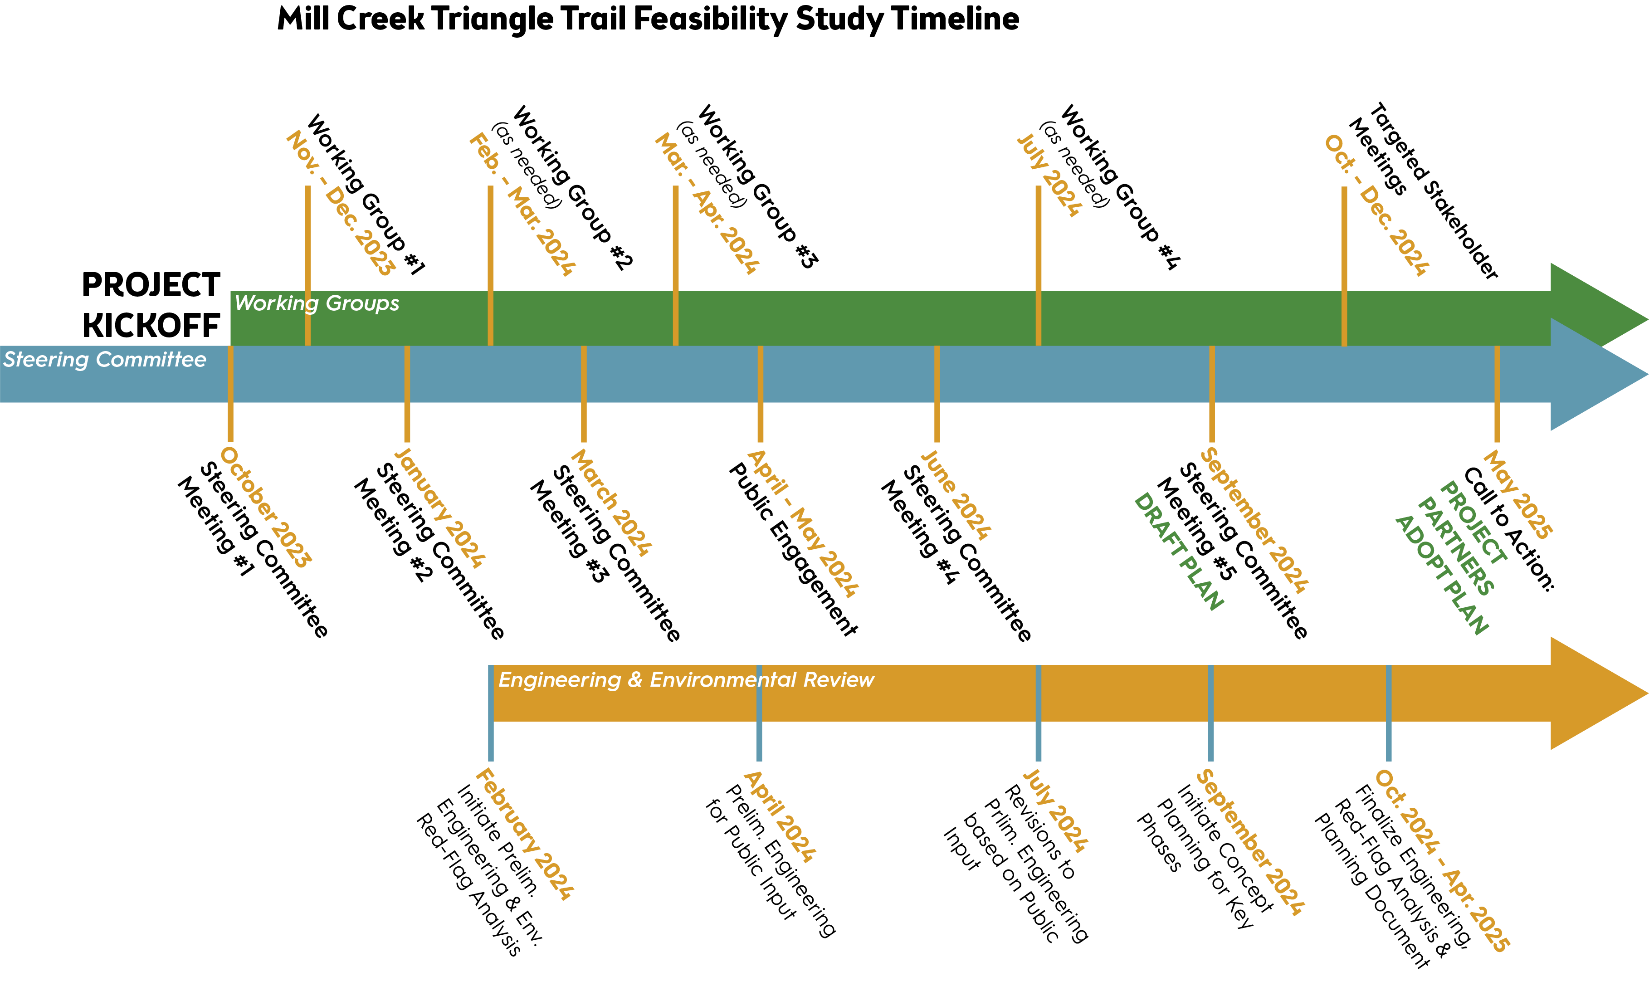 Mill Creek Triangle Trail Feasibility Study Timeline
Working Group #1
Nov. - Dec. 2023
Working Group #2
(as needed)
Feb. - Mar. 2024
Working Group #3
(as needed)
Mar. - Apr. 2024
Working Group #4
(as needed)
July 2024
Targeted Stakeholder
Meetings
Oct. - Dec. 2024
PROJECT
KICKOFF
Working Groups
Steering Committee
October 2023
Steering Committee
Meeting #1
January 2024
Steering Committee
Meeting #2
March 2024
Steering Committee
Meeting #3
April - May 2024
Public Engagement
June 2024
Steering Committee
Meeting #4
September 2024
Steering Committee
Meeting #5
DRAFT PLAN
May 2025
Call to Action:
PROJECT
PARTNERS
ADOPT PLAN
Engineering & Environmental Review
February 2024
Initiate Prelim.
Engineering & Env.
Red-Flag Analysis
April 2024
Prelim. Engineering
for Public Input
July 2024
Revisions to
Prlim. Engineering
based on Public
Input
September 2024
Initiate Concept
Planning for Key
Phases
Oct. 2024 - Apr. 2025
Finalize Engineering,
Red-Flag Analysis &
Planning Document